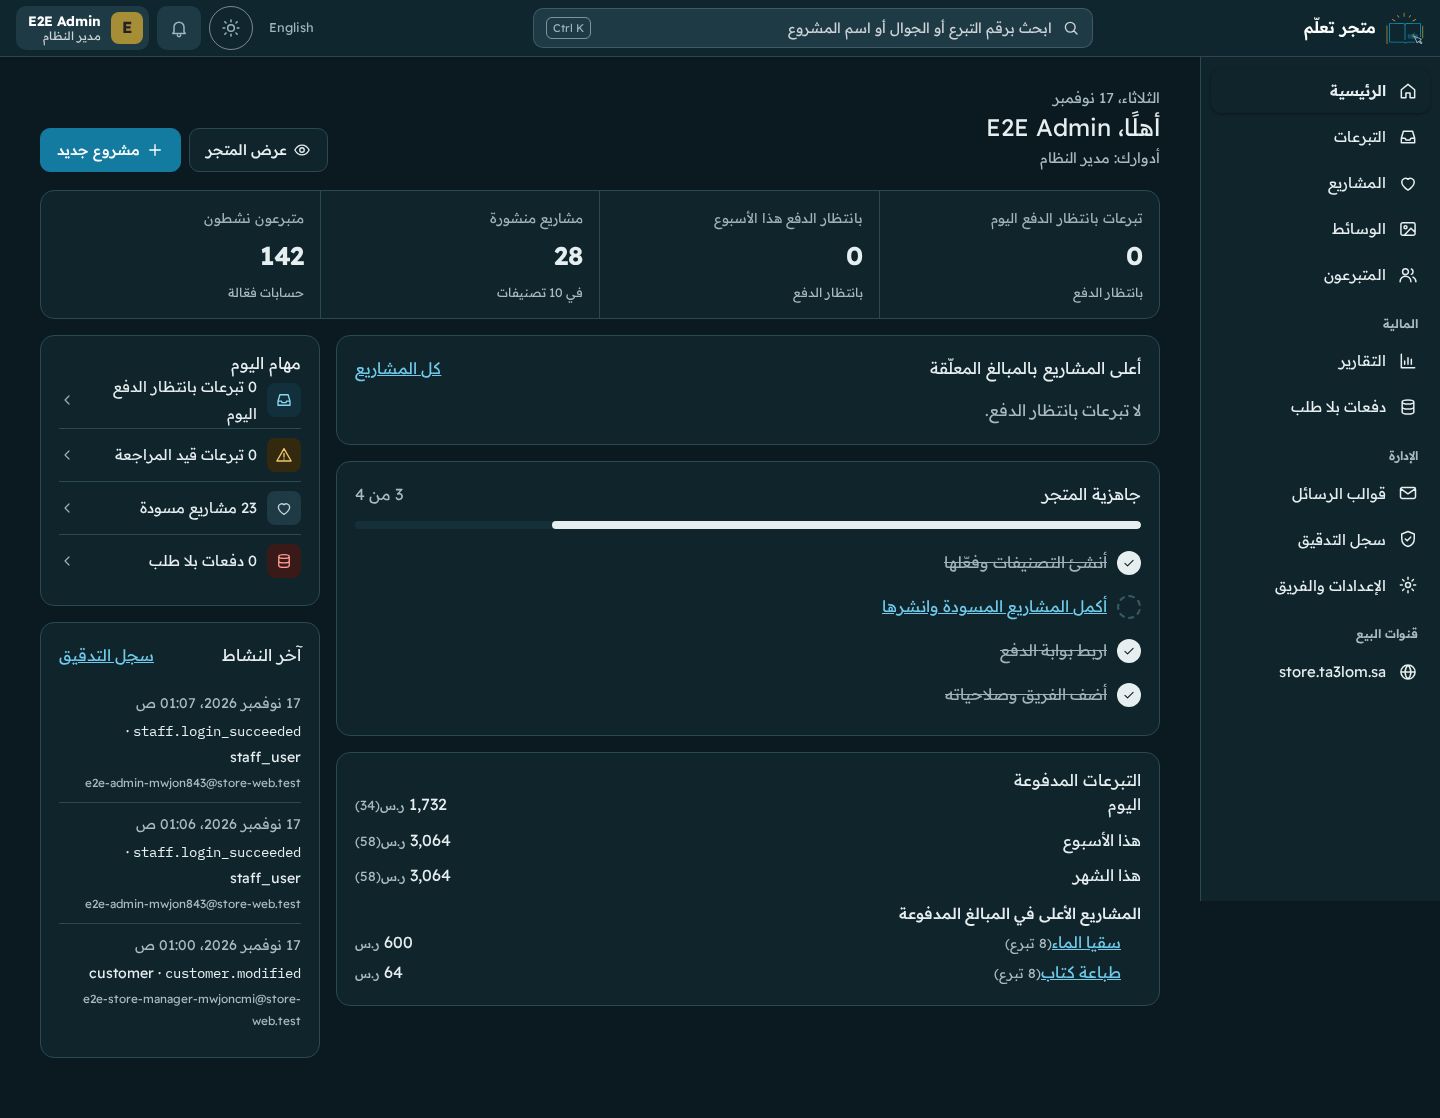 متجر تعلّم
ابحث برقم التبرع أو الجوال أو اسم المشروع
Ctrl K
English
E
E2E Admin
مدير النظام
الرئيسية
التبرعات
المشاريع
الوسائط
المتبرعون
المالية
التقارير
دفعات بلا طلب
الإدارة
قوالب الرسائل
سجل التدقيق
الإعدادات والفريق
قنوات البيع
store.ta3lom.sa
الثلاثاء، 17 نوفمبر
أهلًا، E2E Admin
أدوارك: مدير النظام
عرض المتجر
مشروع جديد
تبرعات بانتظار الدفع اليوم
0
بانتظار الدفع
بانتظار الدفع هذا الأسبوع
0
بانتظار الدفع
مشاريع منشورة
28
في 10 تصنيفات
متبرعون نشطون
142
حسابات فعّالة
أعلى المشاريع بالمبالغ المعلّقة
كل المشاريع
لا تبرعات بانتظار الدفع.
جاهزية المتجر
3 من 4
أنشئ التصنيفات وفعّلها
أكمل المشاريع المسودة وانشرها
اربط بوابة الدفع
أضف الفريق وصلاحياته
التبرعات المدفوعة
اليوم
1,732 ر.س(34)
هذا الأسبوع
3,064 ر.س(58)
هذا الشهر
3,064 ر.س(58)
المشاريع الأعلى في المبالغ المدفوعة
سقيا الماء(8 تبرع)
600 ر.س
طباعة كتاب(8 تبرع)
64 ر.س
مهام اليوم
0 تبرعات بانتظار الدفع
اليوم
0 تبرعات قيد المراجعة
23 مشاريع مسودة
0 دفعات بلا طلب
آخر النشاط
سجل التدقيق
17 نوفمبر 2026، 01:07 ص
staff.login_succeeded ·
staff_user
e2e-admin-mwjon843@store-web.test
17 نوفمبر 2026، 01:06 ص
staff.login_succeeded ·
staff_user
e2e-admin-mwjon843@store-web.test
17 نوفمبر 2026، 01:00 ص
customer.modified · customer
e2e-store-manager-mwjoncmi@store-
web.test